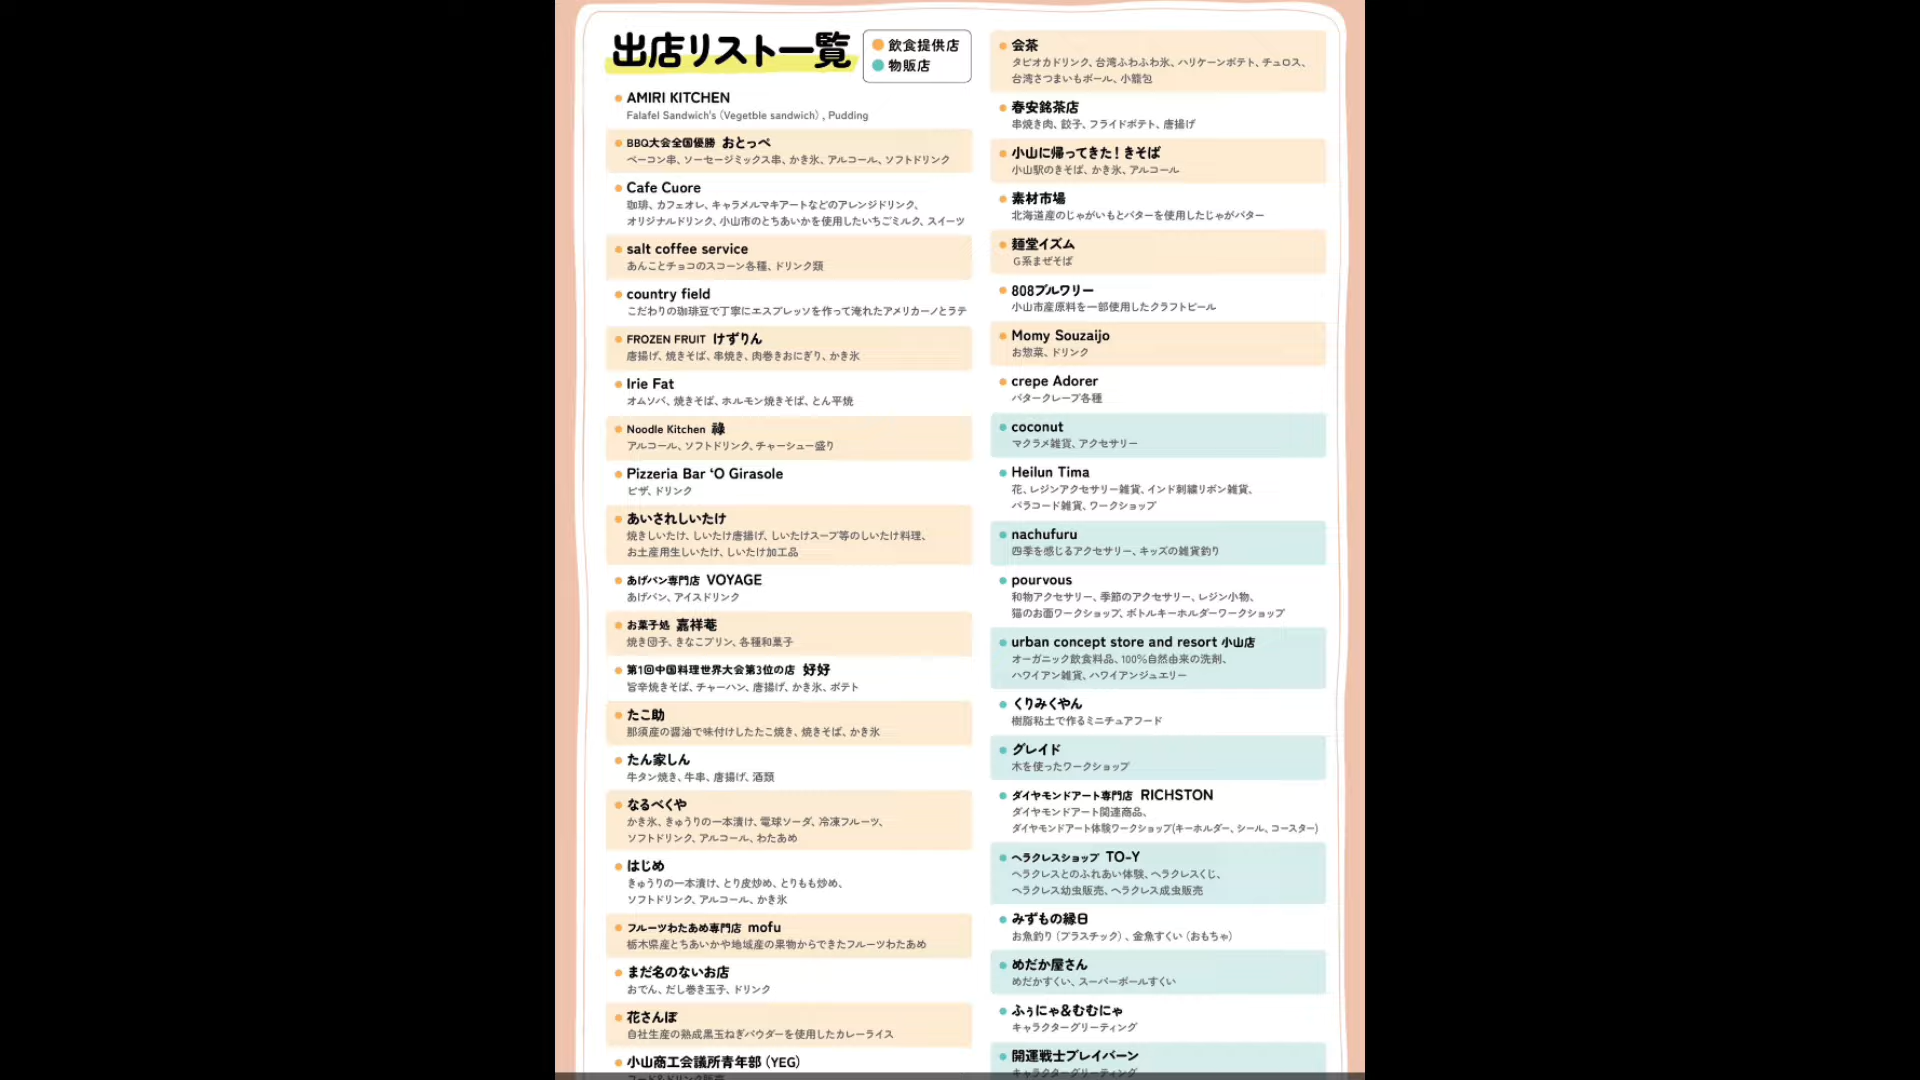 出店リスト一覧
飲食提供店
物販店
AMIRI KITCHEN
Falafel Sandwich's (Vegetble sandwich) , Pudding
BBQ大会全国優勝 おとっぺ
ベーコン串、ソーセージミックス串、かき氷、アルコール、ソフトドリンク
Cafe Cuore
珈琲、カフェオレ、キャラメルマキアートなどのアレンジドリンク、
オリジナルドリンク、小山市のとちあいかを使用したいちごミルク、スイーツ
salt coffee service
あんことチョコのスコーン各種、ドリンク類
country field
こだわりの珈琲豆で丁寧にエスプレッソを作って淹れたアメリカーノとラテ
FROZEN FRUIT けずりん
唐揚げ、焼きそば、串焼き、肉巻きおにぎり、かき氷
Irie Fat
オムソバ、焼きそば、ホルモン焼きそば、とん平焼
Noodle Kitchen 祿
アルコール、ソフトドリンク、チャーシュー盛り
Pizzeria Bar ‘O Girasole
ピザ、ドリンク
あいされしいたけ
焼きしいたけ、しいたけ唐揚げ、しいたけスープ等のしいたけ料理、
お土産用生しいたけ、しいたけ加工品
あげパン専門店 VOYAGE
あげパン、アイスドリンク
お菓子処 嘉祥菴
焼き団子、きなこプリン、各種和菓子
第1回中国料理世界大会第3位の店 好好
旨辛焼きそば、チャーハン、唐揚げ、かき氷、ポテト
たこ助
那須産の醤油で味付けしたたこ焼き、焼きそば、かき氷
たん家しん
牛タン焼き、牛串、唐揚げ、酒類
なるべくや
かき氷、きゅうりの一本漬け、電球ソーダ、冷凍フルーツ、
ソフトドリンク、アルコール、わたあめ
はじめ
きゅうりの一本漬け、とり皮炒め、とりもも炒め、
ソフトドリンク、アルコール、かき氷
フルーツわたあめ専門店 mofu
栃木県産とちあいかや地域産の果物からできたフルーツわたあめ
まだ名のないお店
おでん、だし巻き玉子、ドリンク
花さんぽ
自社生産の熟成黒玉ねぎパウダーを使用したカレーライス
小山商工会議所青年部（YEG）
会茶
タピオカドリンク、台湾ふわふわ氷、ハリケーンポテト、チュロス、
台湾さつまいもボール、小籠包
春安銘茶店
串焼き肉、餃子、フライドポテト、唐揚げ
小山に帰ってきた！きそば
小山駅のきそば、かき氷、アルコール
素材市場
北海道産のじゃがいもとバターを使用したじゃがバター
麺堂イズム
G系まぜそば
808ブルワリー
小山市産原料を一部使用したクラフトビール
Momy Souzaijo
お惣菜、ドリンク
crepe Adorer
バタークレープ各種
coconut
マクラメ雑貨、アクセサリー
Heilun Tima
花、レジンアクセサリー雑貨、インド刺繍リボン雑貨、
パラコード雑貨、ワークショップ
nachufuru
四季を感じるアクセサリー、キッズの雑貨釣り
pourvous
和物アクセサリー、季節のアクセサリー、レジン小物、
猫のお面ワークショップ、ボトルキーホルダーワークショップ
urban concept store and resort 小山店
オーガニック飲食料品、100％自然由来の洗剤、
ハワイアン雑貨、ハワイアンジュエリー
くりみくやん
樹脂粘土で作るミニチュアフード
グレイド
木を使ったワークショップ
ダイヤモンドアート専門店 RICHSTON
ダイヤモンドアート関連商品、
ダイヤモンドアート体験ワークショップ(キーホルダー、シール、コースター)
ヘラクレスショップ TO-Y
ヘラクレスとのふれあい体験、ヘラクレスくじ、
ヘラクレス幼虫販売、ヘラクレス成虫販売
みずもの縁日
お魚釣り（プラスチック）、金魚すくい（おもちゃ）
めだか屋さん
めだかすくい、スーパーボールすくい
ふぅにゃ&むむにゃ
キャラクターグリーティング
開運戦士ブレイバーン
キャラクターグリーティング